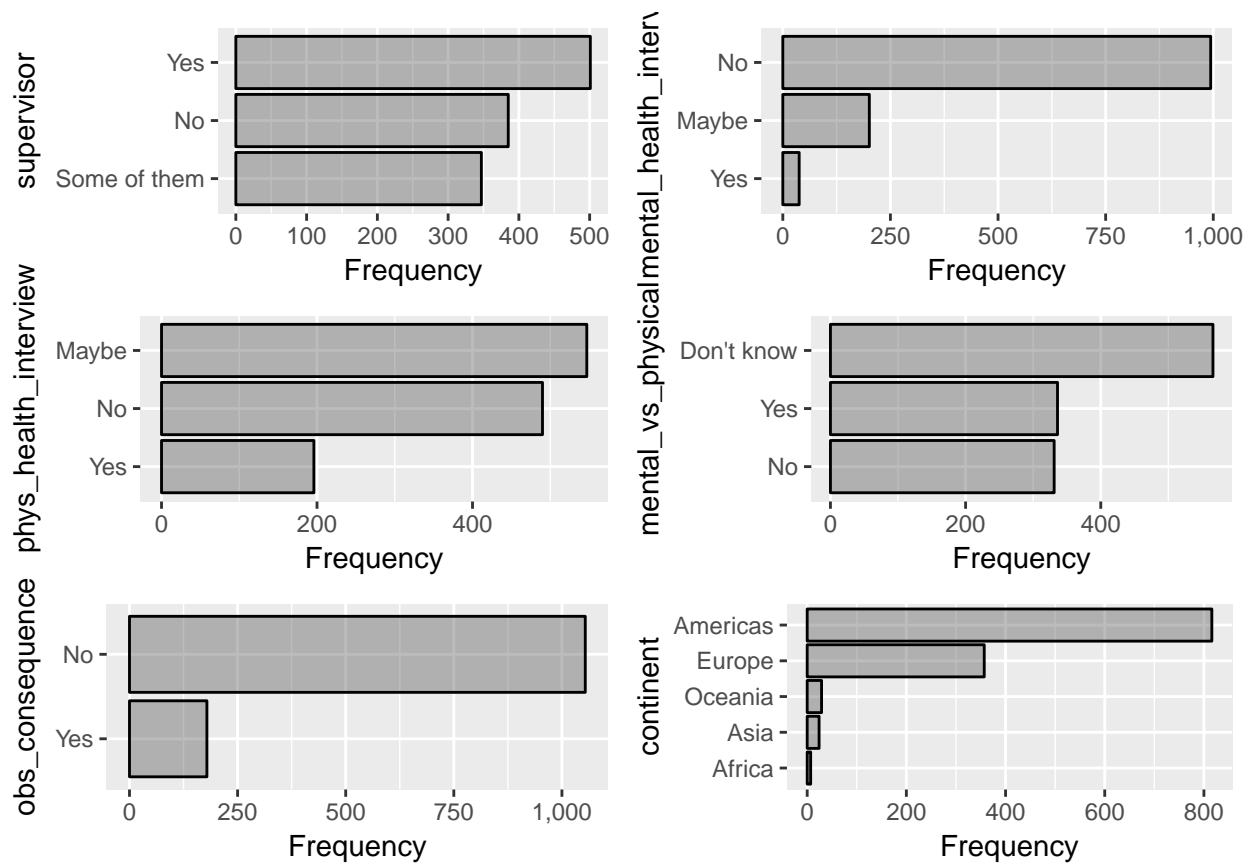 supervisor
Yes
No
Some of them
0 100 200 300 400 500
Frequency
mental_health_interv
No
Maybe
Yes
0 250 500 750 1,000
Frequency
phys_health_interview
Maybe
No
Yes
0 200 400
Frequency
mental_vs_physical
Don't know
Yes
No
0 200 400
Frequency
obs_consequence
No
Yes
0 250 500 750 1,000
Frequency
continent
Americas
Europe
Oceania
Asia
Africa
0 200 400 600 800
Frequency